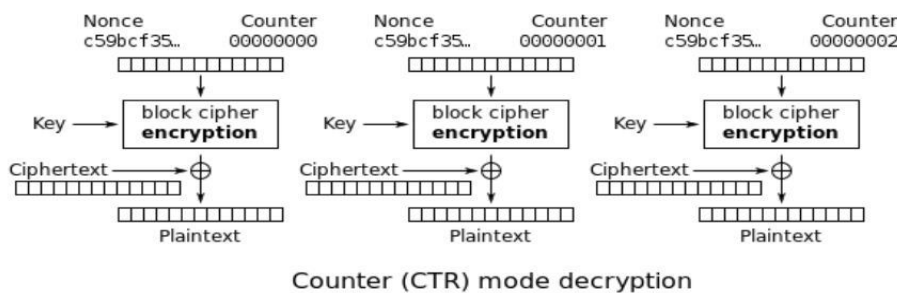 Nonce Counter Nonce Counter Nonce Counter
c59bcf35… 00000000 c59bcf35… 00000001 c59bcf35… 00000002
Key block cipher encryption Key block cipher encryption Key block cipher encryption
Ciphertext Ciphertext Ciphertext
Plaintext Plaintext Plaintext
Counter (CTR) mode decryption